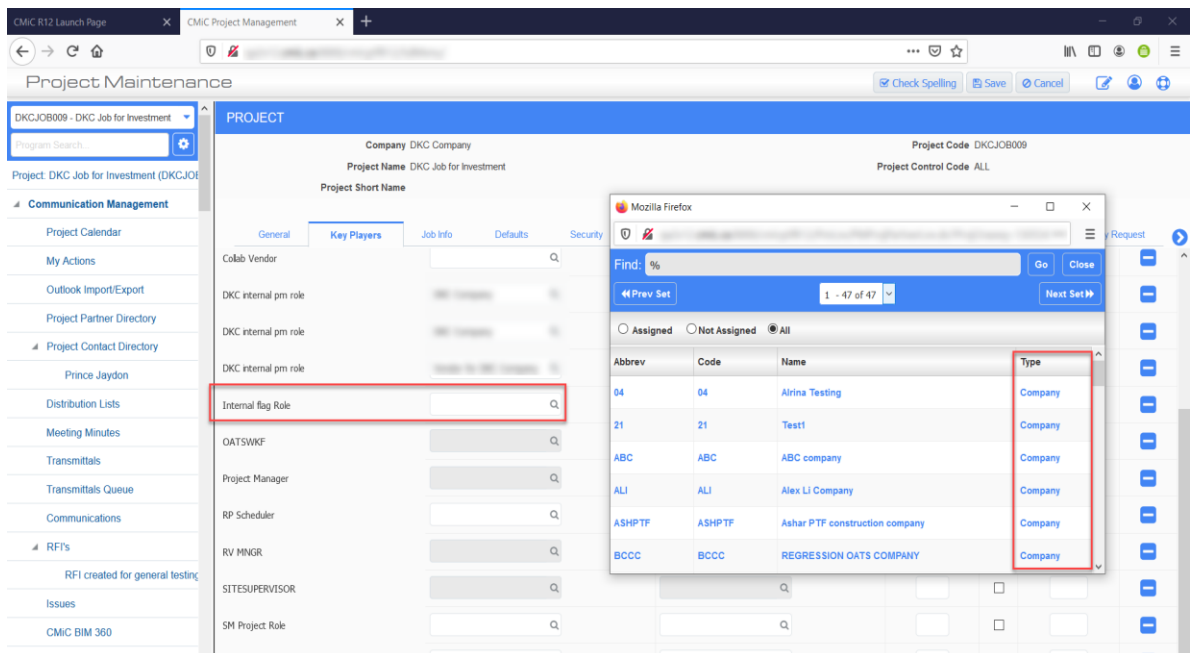 CMiC R12 Launch Page CMiC Project Management
Project Maintenance Check Spelling Save Cancel
DKCJOB009 - DKC Job for Investment
Program Search...
Project: DKC Job for Investment (DKCJOB
Communication Management
Project Calendar
My Actions
Outlook Import/Export
Project Partner Directory
Project Contact Directory
Prince Jaydon
Distribution Lists
Meeting Minutes
Transmittals
Transmittals Queue
Communications
RFI's
RFI created for general testing
Issues
CMiC BIM 360
PROJECT
Company DKC Company Project Code DKCJOB009
Project Name DKC Job for Investment Project Control Code ALL
Project Short Name
General Key Players Job Info Defaults Security Request
Collab Vendor
DKC internal pm role
DKC internal pm role
DKC internal pm role
Internal flag Role
OATSWKF
Project Manager
RP Scheduler
RV MNGR
SITESUPERVISOR
SM Project Role
Mozilla Firefox
Find: % Go Close
Prev Set 1 - 47 of 47 Next Set
Assigned Not Assigned All
Abbrev Code Name Type
04 04 Alrina Testing Company
21 21 Test1 Company
ABC ABC ABC company Company
ALI ALI Alex Li Company Company
ASHPTF ASHPTF Ashar PTF construction company Company
BCCC BCCC REGRESSION OATS COMPANY Company